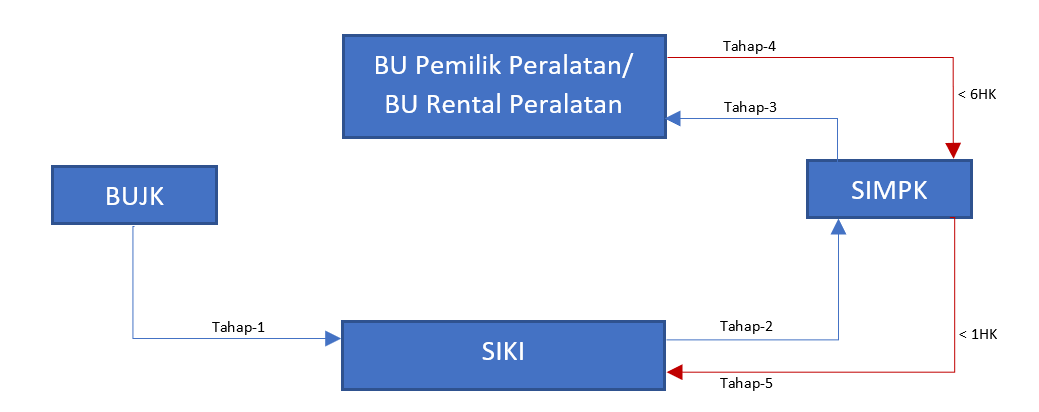 Tahap-4
BU Pemilik Peralatan/
BU Rental Peralatan
< 6HK
Tahap-3
BUJK
SIMPK
Tahap-1
Tahap-2
SIKI
< 1HK
Tahap-5